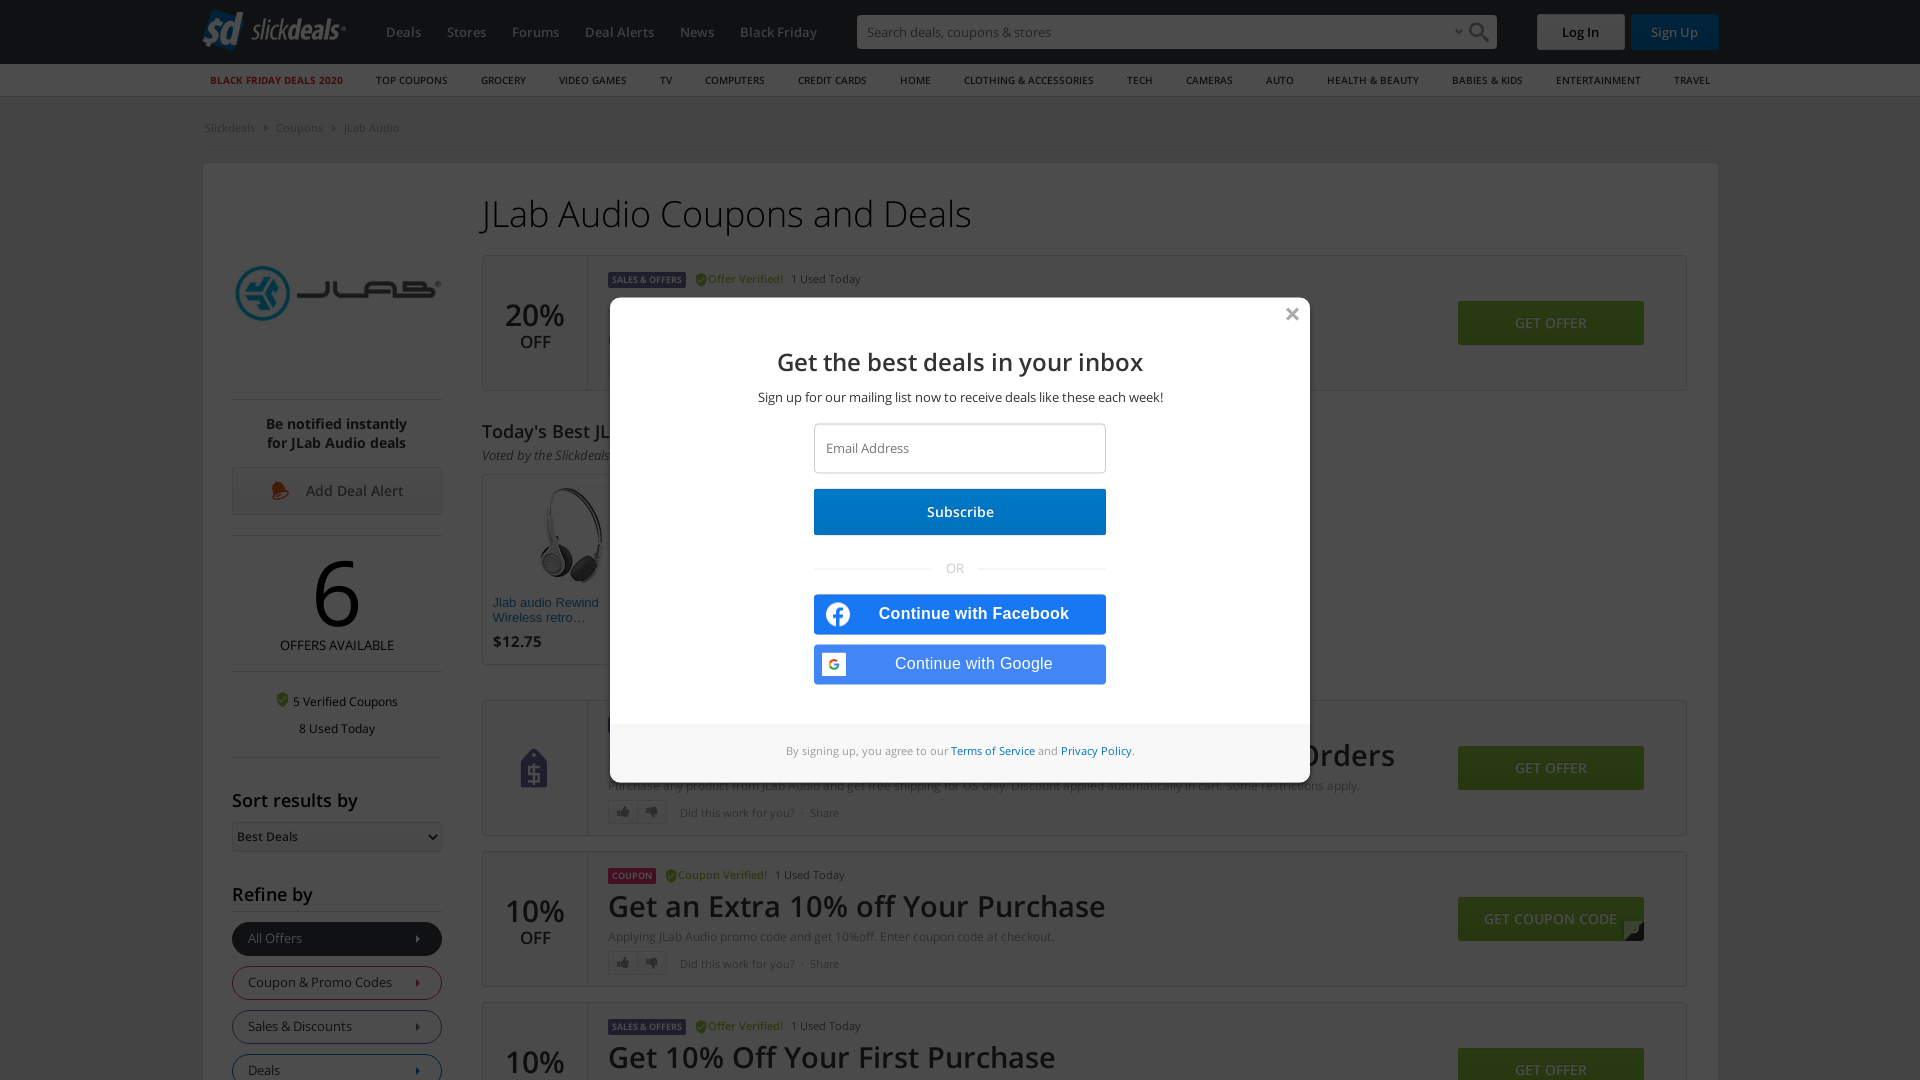 sd slickdeals
Deals
Stores
Forums
Deal Alerts
News
Black Friday
Search deals, coupons & stores
Log In
Sign Up
BLACK FRIDAY DEALS 2020
TOP COUPONS
GROCERY
VIDEO GAMES
TV
COMPUTERS
CREDIT CARDS
HOME
CLOTHING & ACCESSORIES
TECH
CAMERAS
AUTO
HEALTH & BEAUTY
BABIES & KIDS
ENTERTAINMENT
TRAVEL
Slickdeals
Coupons
JLab Audio
JLab Audio Coupons and Deals
JLAB®
Be notified instantly
for JLab Audio deals
Add Deal Alert
6
OFFERS AVAILABLE
5 Verified Coupons
8 Used Today
Sort results by
Best Deals
Refine by
All Offers
Coupon & Promo Codes
Sales & Discounts
Deals
20%
OFF
SALES & OFFERS
Offer Verified!
1 Used Today
GET OFFER
Today's Best JL
Voted by the Slickdeals
Jlab audio Rewind
Wireless retro…
$12.75
Get the best deals in your inbox
Sign up for our mailing list now to receive deals like these each week!
Email Address
Subscribe
OR
Continue with Facebook
Continue with Google
By signing up, you agree to our Terms of Service and Privacy Policy.
Orders
Purchase any product from JLab Audio and get free shipping for US only. Discount applied automatically in cart. Some restrictions apply.
Did this work for you? · Share
GET OFFER
10%
OFF
COUPON
Coupon Verified!
1 Used Today
Get an Extra 10% off Your Purchase
Applying JLab Audio promo code and get 10%off. Enter coupon code at checkout.
Did this work for you? · Share
GET COUPON CODE
10%
SALES & OFFERS
Offer Verified!
1 Used Today
Get 10% Off Your First Purchase
GET OFFER